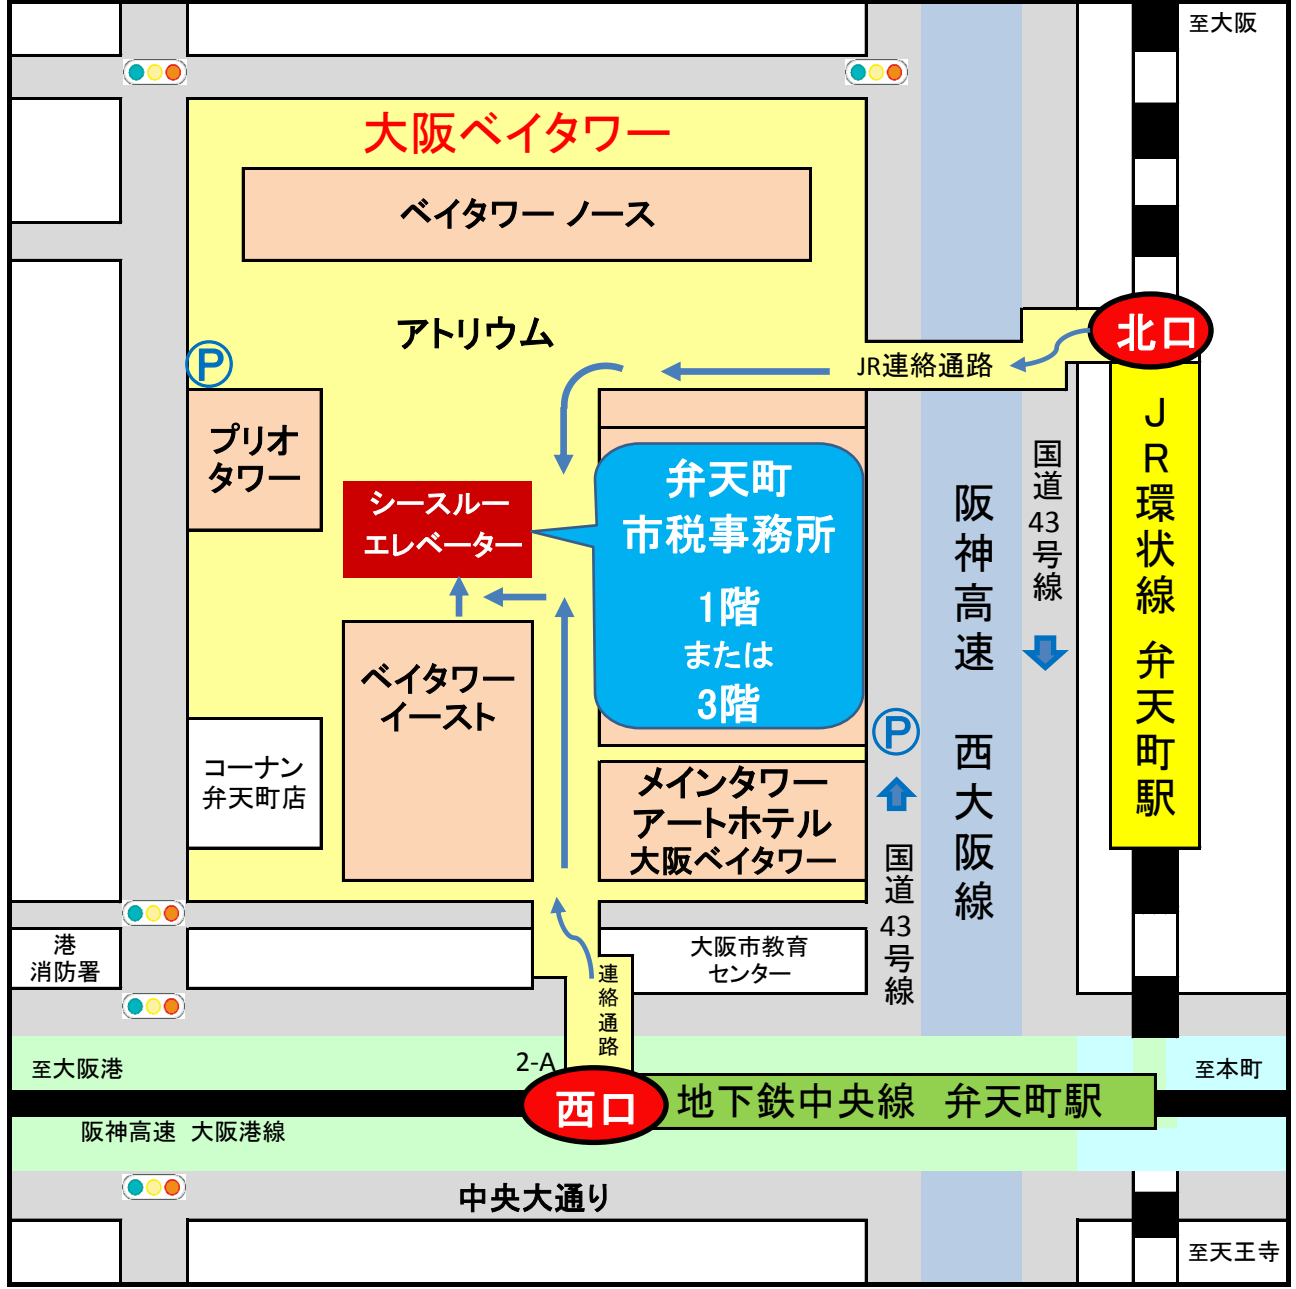 至大阪
大阪ベイタワー
ベイタワー ノース
アトリウム
北口
JR連絡通路
P
プリオ
タワー
シースルー
エレベーター
弁天町
市税事務所
1階
または
3階
国道43号線
阪神高速 西大阪線
JR環状線 弁天町駅
ベイタワー
イースト
P
コーナン
弁天町店
メインタワー
アートホテル
大阪ベイタワー
国道43号線
港
消防署
大阪市教育
センター
連絡通路
2-A
至大阪港
至本町
西口
地下鉄中央線 弁天町駅
阪神高速 大阪港線
中央大通り
至天王寺